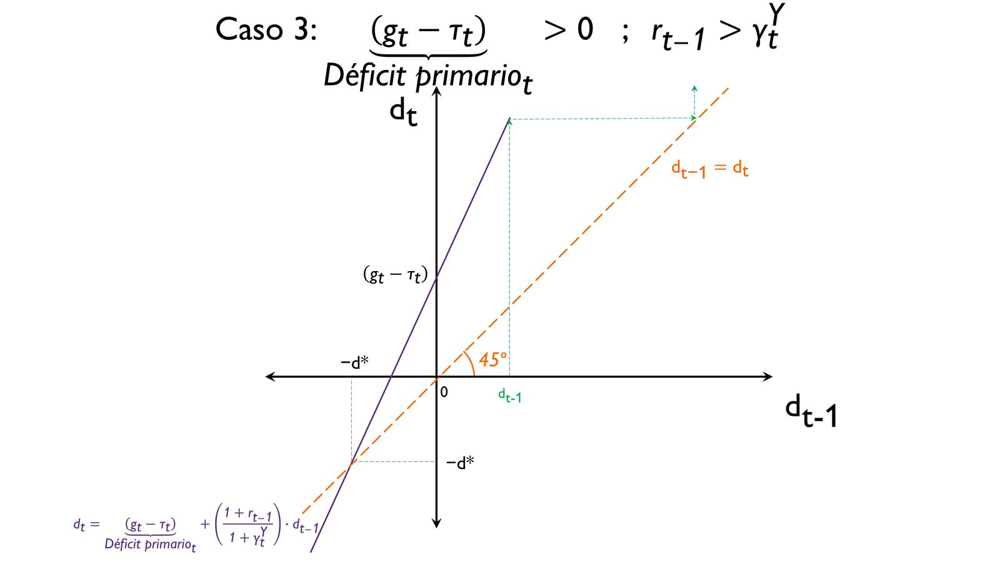 Caso 3: (gₜ − τₜ) > 0 ; rₜ₋₁ > γₜʸ
Déficit primarioₜ
dₜ
dₜ₋₁ = dₜ
(gₜ − τₜ)
−d*
45º
0
dₜ₋₁
dₜ₋₁
−d*
dₜ = (gₜ − τₜ) + ((1 + rₜ₋₁)/(1 + γₜʸ)) · dₜ₋₁
Déficit primarioₜ